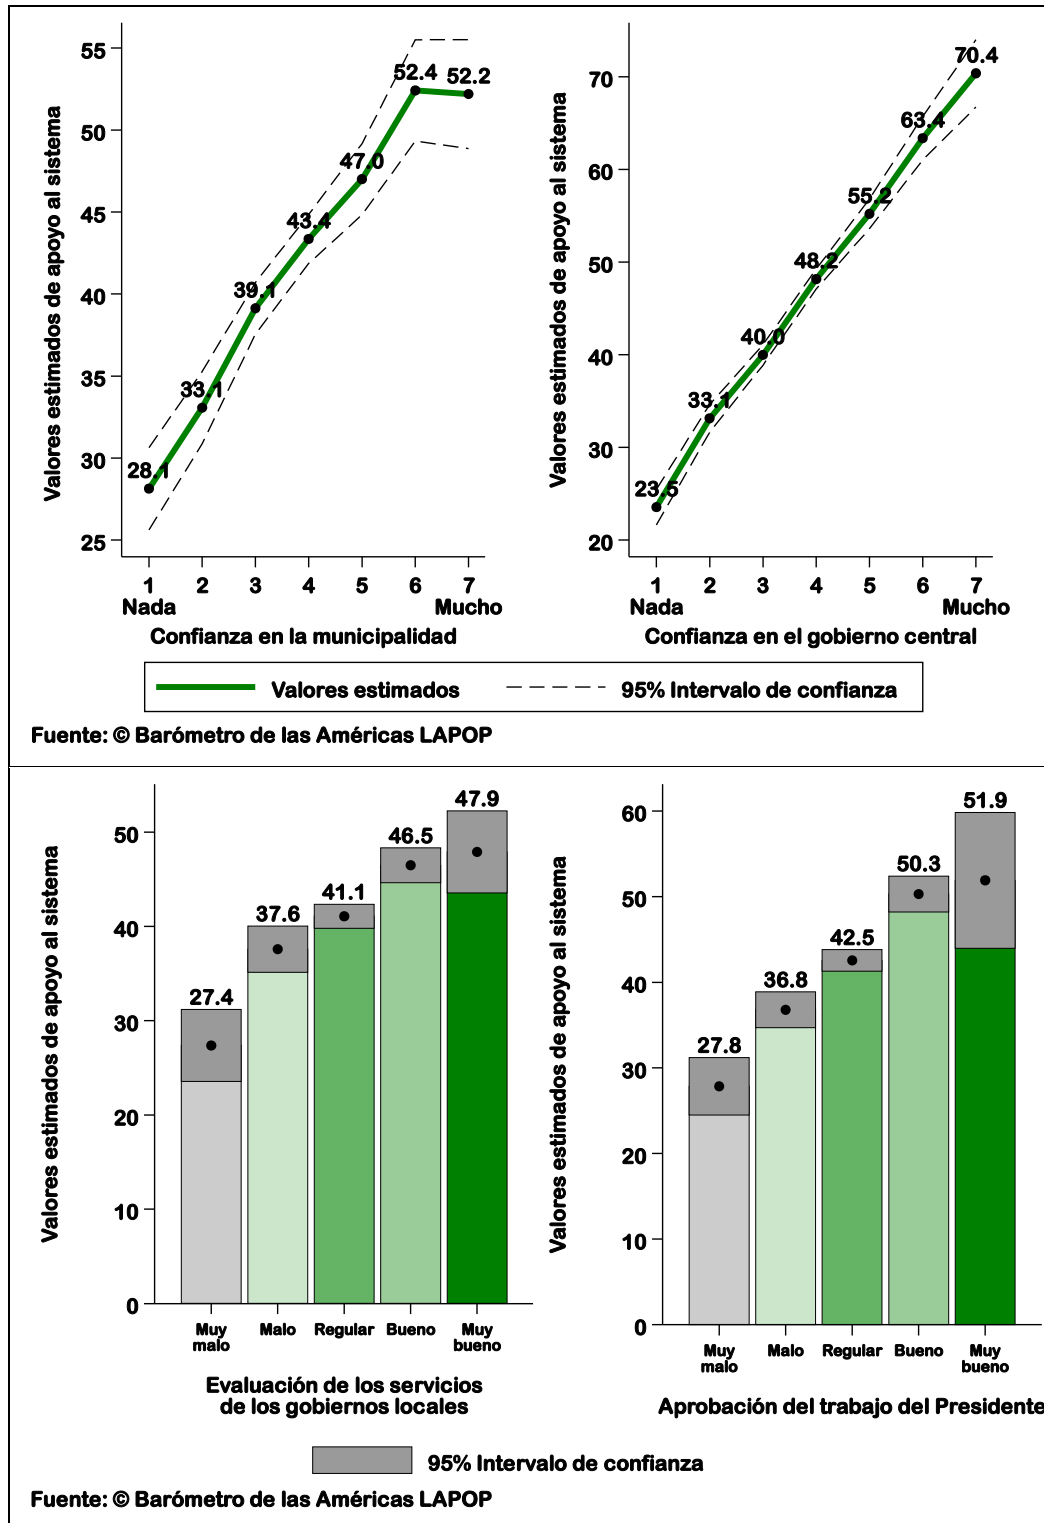 Valores estimados de apoyo al sistema
55
50
45
40
35
30
25
28.1
33.1
39.1
43.4
47.0
52.4
52.2
1 2 3 4 5 6 7
Nada Mucho
Confianza en la municipalidad
Valores estimados de apoyo al sistema
70
60
50
40
30
20
23.5
33.1
40.0
48.2
55.2
63.4
70.4
1 2 3 4 5 6 7
Nada Mucho
Confianza en el gobierno central
Valores estimados
95% Intervalo de confianza
Fuente: © Barómetro de las Américas LAPOP
Valores estimados de apoyo al sistema
50
40
30
20
10
0
27.4
37.6
41.1
46.5
47.9
Muy malo
Malo
Regular
Bueno
Muy bueno
Evaluación de los servicios
de los gobiernos locales
Valores estimados de apoyo al sistema
60
50
40
30
20
10
0
27.8
36.8
42.5
50.3
51.9
Muy malo
Malo
Regular
Bueno
Muy bueno
Aprobación del trabajo del Presidente
95% Intervalo de confianza
Fuente: © Barómetro de las Américas LAPOP